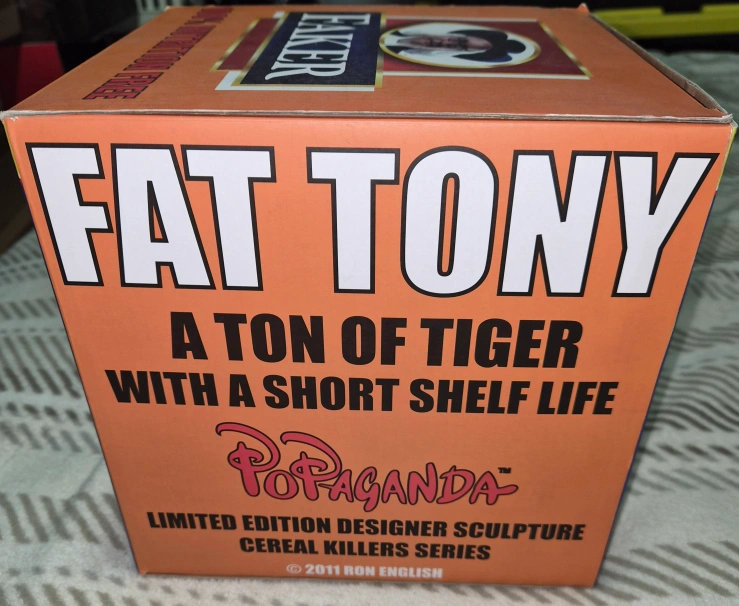 FAKER
FAT TONY
A TON OF TIGER
WITH A SHORT SHELF LIFE
POPAGANDA™
LIMITED EDITION DESIGNER SCULPTURE
CEREAL KILLERS SERIES
© 2011 RON ENGLISH